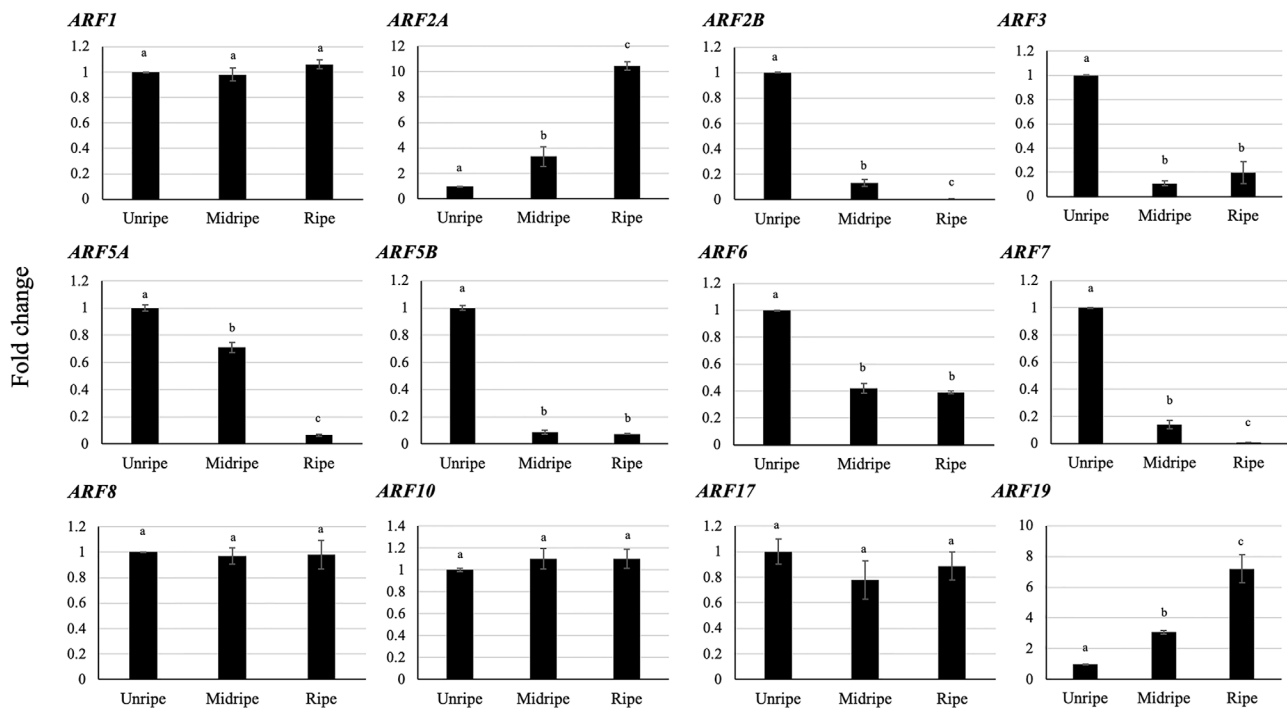 ARF1 ARF2A ARF2B ARF3
1.2 12 1.2 1.2
a a a c a a
1 10 1 1
0.8 8 0.8 0.8
0.6 6 0.6 0.6
0.4 4 b 0.4 0.4
0.2 2 a 0.2 b c 0.2 b b
0 0 0 0
Unripe Midripe Ripe Unripe Midripe Ripe Unripe Midripe Ripe Unripe Midripe Ripe
Fold change
ARF5A ARF5B ARF6 ARF7
1.2 1.2 1.2 1.2
a a a a
1 1 1 1
0.8 b 0.8 0.8 0.8
0.6 0.6 0.6 b b 0.6
0.4 0.4 0.4 0.4
0.2 c 0.2 b b 0.2 0.2 b c
0 0 0 0
Unripe Midripe Ripe Unripe Midripe Ripe Unripe Midripe Ripe Unripe Midripe Ripe
ARF8 ARF10 ARF17 ARF19
1.2 1.4 1.2 10
a a a 1.2 a a a a a a
1 1 1 8 c
0.8 0.8 0.8 6
0.6 0.6 0.6
0.4 0.4 0.4 4 b
0.2 0.2 0.2 2 a
0 0 0 0
Unripe Midripe Ripe Unripe Midripe Ripe Unripe Midripe Ripe Unripe Midripe Ripe